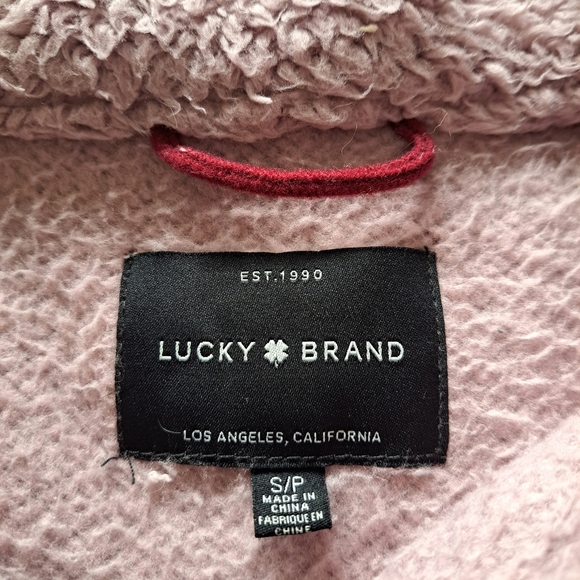 EST.1990
LUCKY BRAND
LOS ANGELES, CALIFORNIA
S/P
MADE IN
CHINA
FABRIQUE EN
CHINE